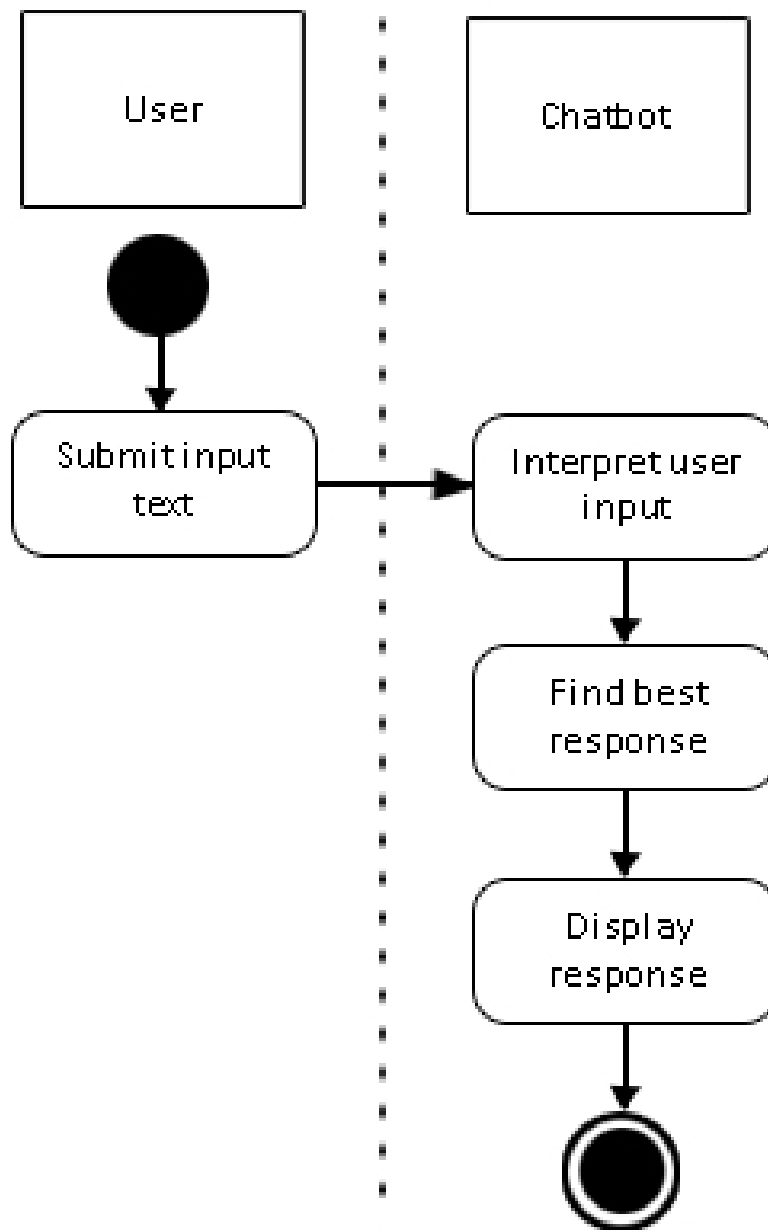 User
Chatbot
Submit input
text
Interpret user
input
Find best
response
Display
response